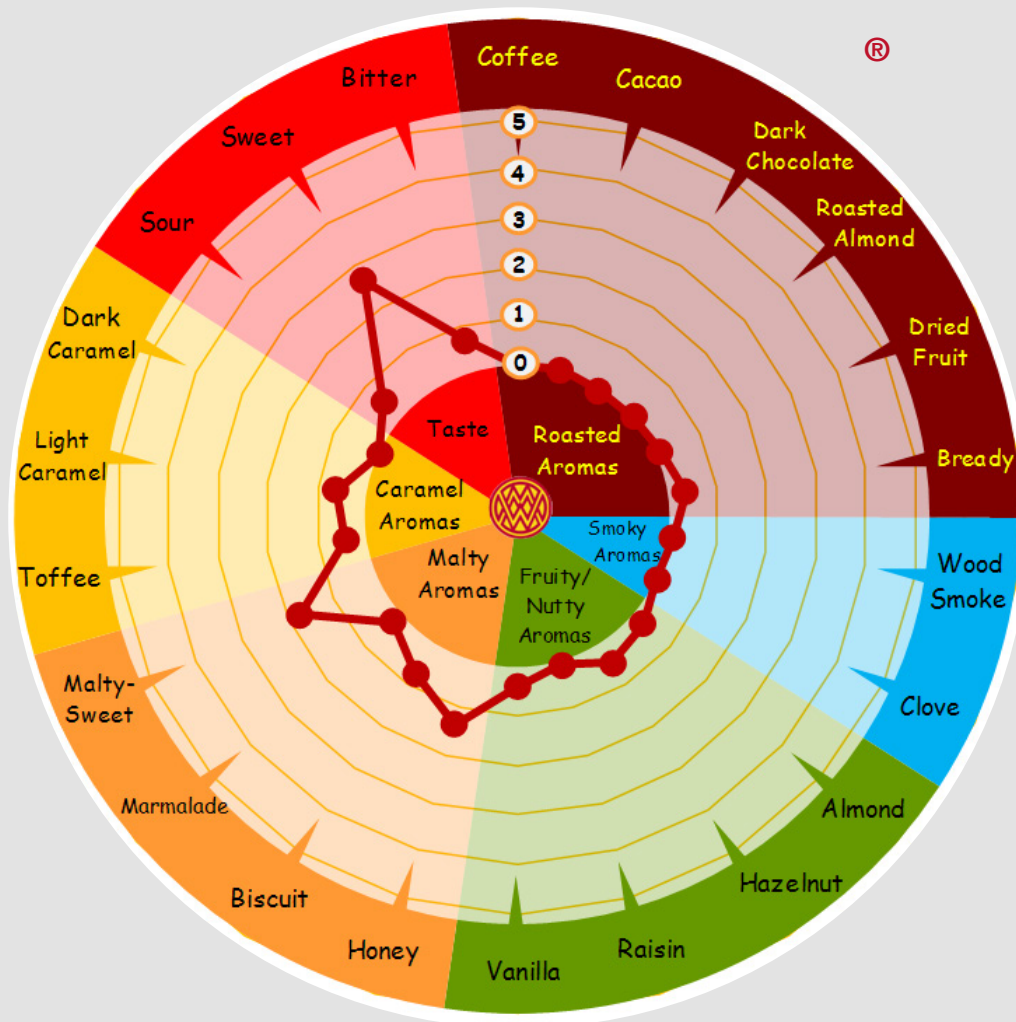 ®
Coffee
Cacao
Dark
Chocolate
Roasted
Almond
Dried
Fruit
Bready
Wood
Smoke
Clove
Almond
Hazelnut
Raisin
Vanilla
Honey
Biscuit
Marmalade
Malty-
Sweet
Toffee
Light
Caramel
Dark
Caramel
Sour
Sweet
Bitter
5
4
3
2
1
0
Taste
Roasted
Aromas
Smoky
Aromas
Fruity/
Nutty
Aromas
Malty
Aromas
Caramel
Aromas